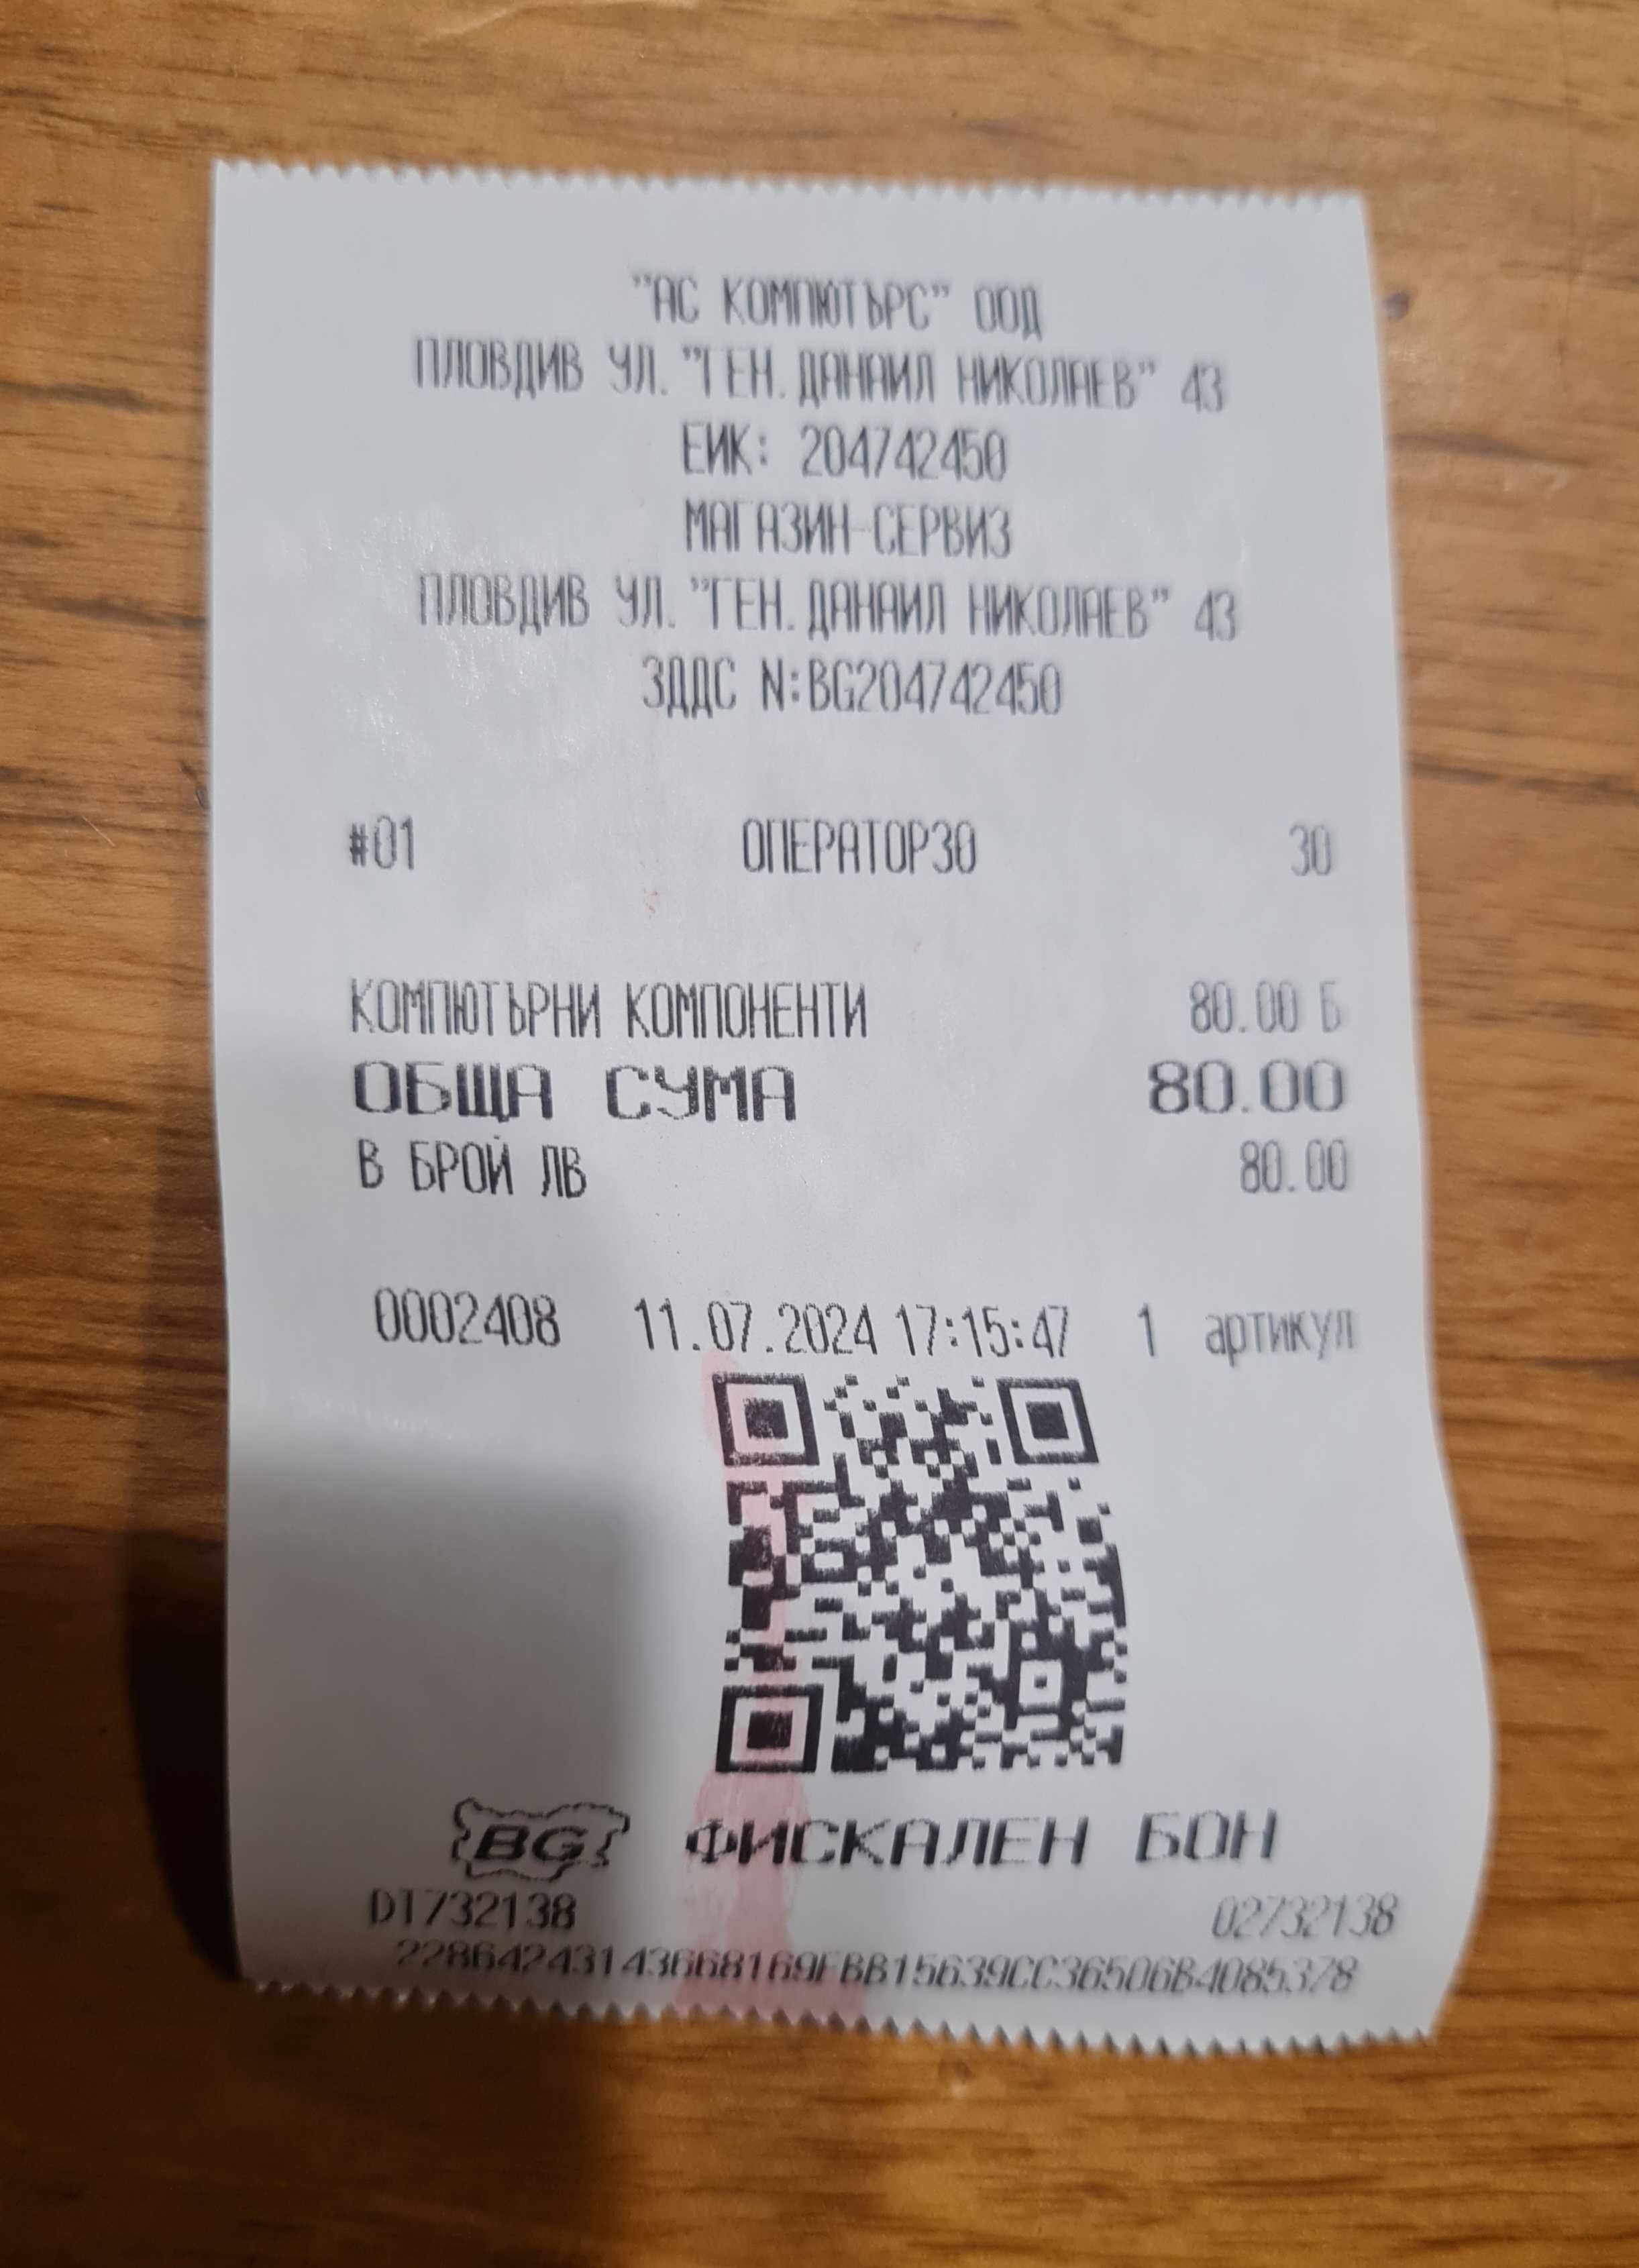 "АС КОМПЮТЪРС" ООД
ПЛОВДИВ УЛ. "ГЕН. ДАНАИЛ НИКОЛАЕВ" 43
ЕИК: 204742450
МАГАЗИН-СЕРВИЗ
ПЛОВДИВ УЛ. "ГЕН. ДАНАИЛ НИКОЛАЕВ" 43
ЗДДС N:BG204742450
#01 ОПЕРАТОР30 30
КОМПЮТЪРНИ КОМПОНЕНТИ 80.00 Б
ОБЩА СУМА 80.00
В БРОЙ ЛВ 80.00
0002408 11.07.2024 17:15:47 1 артикул
BG ФИСКАЛЕН БОН
DT732138 02732138
22864243143668169FBB15639CC36506B4085378